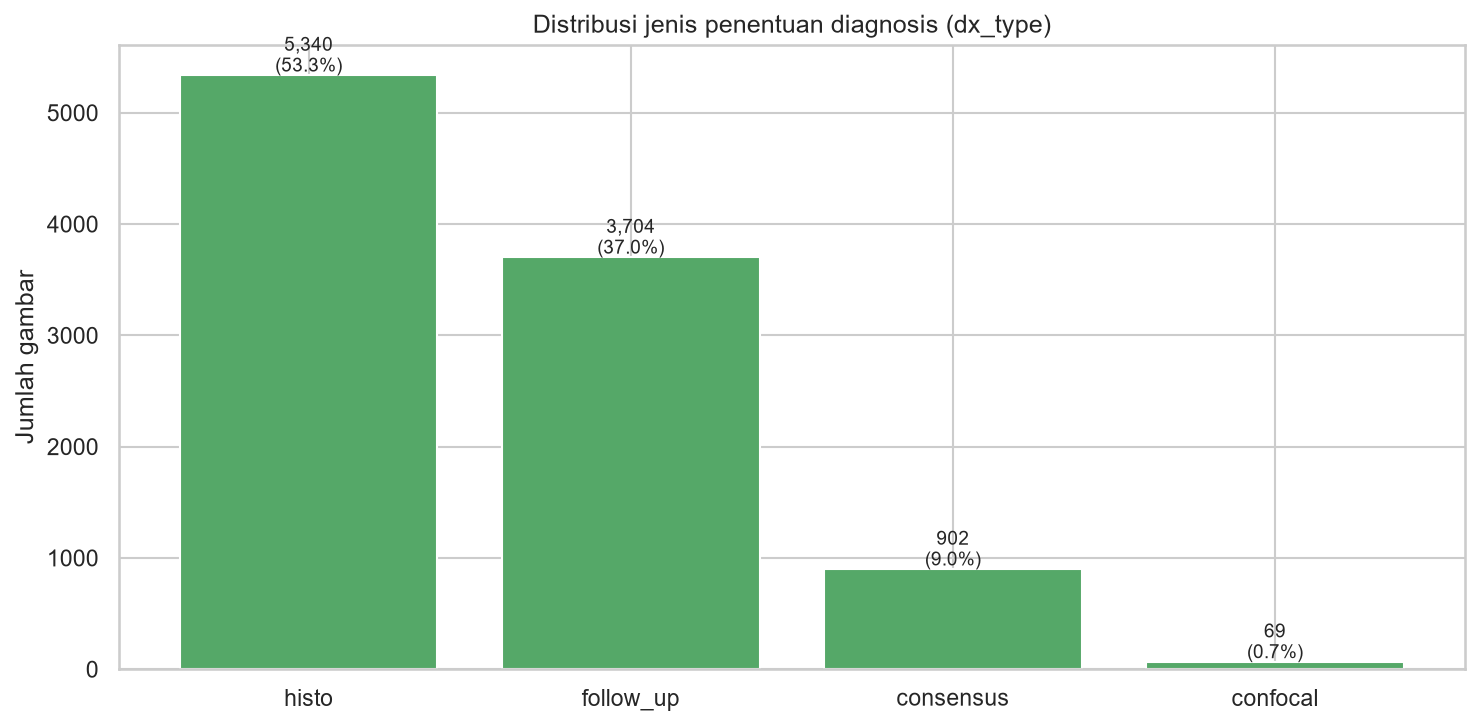 Distribusi jenis penentuan diagnosis (dx_type)
Jumlah gambar
5000
4000
3000
2000
1000
0
5,340
(53.3%)
3,704
(37.0%)
902
(9.0%)
69
(0.7%)
histo
follow_up
consensus
confocal